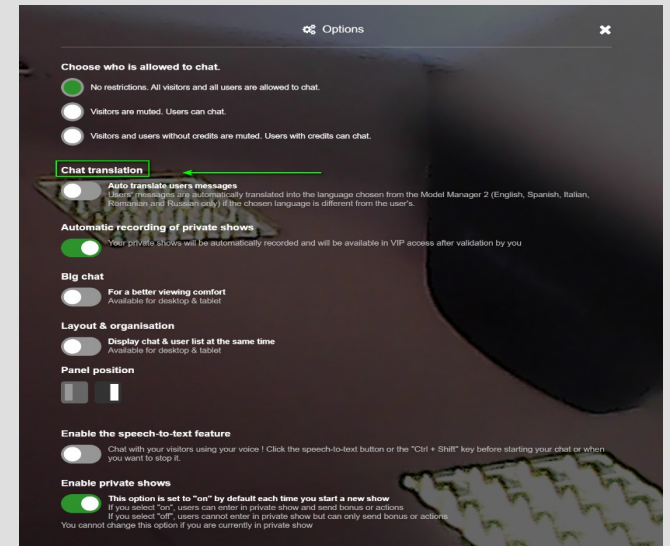 Options
Choose who is allowed to chat.
No restrictions. All visitors and all users are allowed to chat.
Visitors are muted. Users can chat.
Visitors and users without credits are muted. Users with credits can chat.
Chat translation
Auto translate users messages
Users' messages are automatically translated into the language chosen from the Model Manager 2 (English, Spanish, Italian,
Romanian and Russian only) if the chosen language is different from the user's.
Automatic recording of private shows
Your private shows will be automatically recorded and will be available in VIP access after validation by you
Big chat
For a better viewing comfort
Available for desktop & tablet
Layout & organisation
Display chat & user list at the same time
Available for desktop & tablet
Panel position
Enable the speech-to-text feature
Chat with your visitors using your voice ! Click the speech-to-text button or the "Ctrl + Shift" key before starting your chat or when
you want to stop it.
Enable private shows
This option is set to "on" by default each time you start a new show
If you select "on", users can enter in private show and send bonus or actions
If you select "off", users cannot enter in private show but can only send bonus or actions
You cannot change this option if you are currently in private show